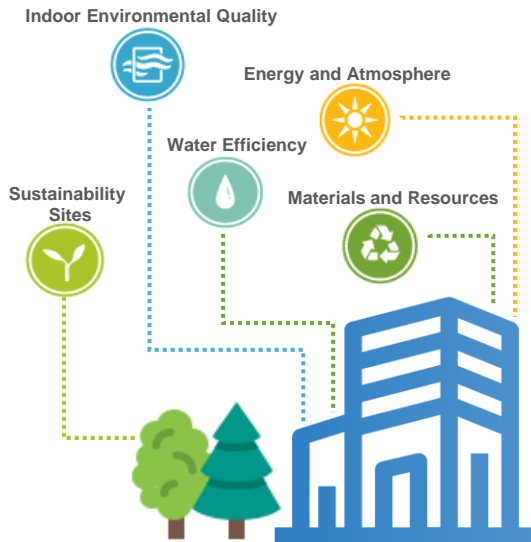 Indoor Environmental Quality
Energy and Atmosphere
Water Efficiency
Sustainability
Sites
Materials and Resources